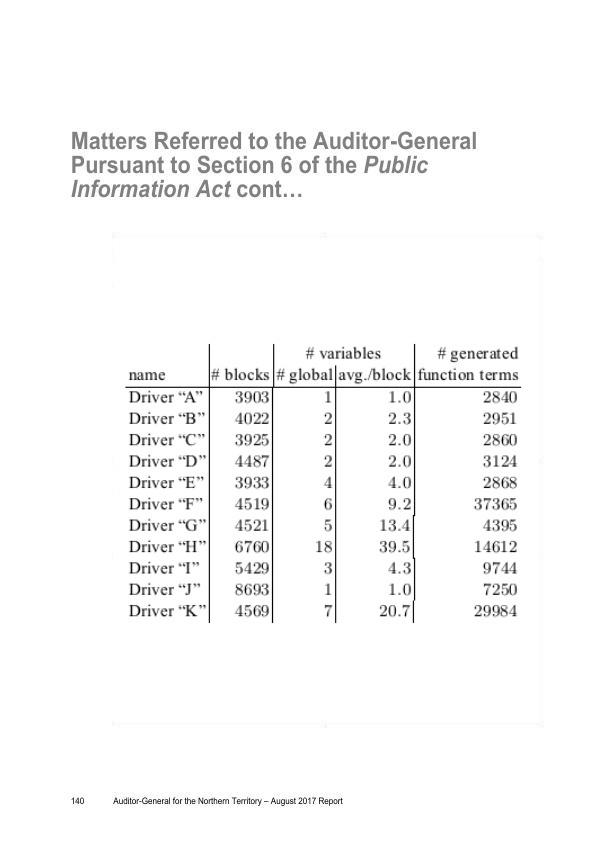 Matters Referred to the Auditor-General
Pursuant to Section 6 of the Public
Information Act cont…
# variables # generated
name # blocks # global avg./block function terms
Driver “A” 3903 1 1.0 2840
Driver “B” 4022 2 2.3 2951
Driver “C” 3925 2 2.0 2860
Driver “D” 4487 2 2.0 3124
Driver “E” 3933 4 4.0 2868
Driver “F” 4519 6 9.2 37365
Driver “G” 4521 5 13.4 4395
Driver “H” 6760 18 39.5 14612
Driver “I” 5429 3 4.3 9744
Driver “J” 8693 1 1.0 7250
Driver “K” 4569 7 20.7 29984
140 Auditor-General for the Northern Territory – August 2017 Report